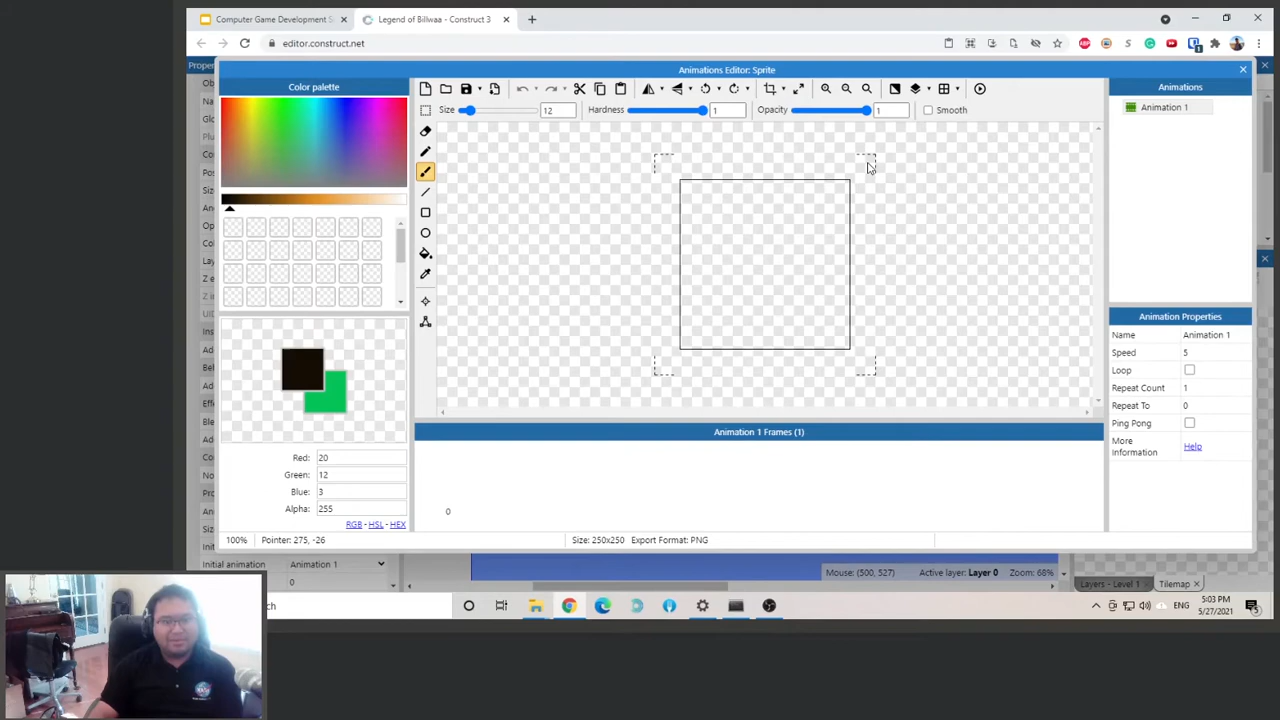 Computer Game Development S
Legend of Billwaa - Construct 3
editor.construct.net
Prope
Animations Editor: Sprite
Color palette
Size 12 Hardness 1 Opacity 1 Smooth
Animations
Animation 1
Animation Properties
Name Animation 1
Speed 5
Loop
Repeat Count 1
Repeat To 0
Ping Pong
More Information Help
Animation 1 Frames (1)
0
Red: 20
Green: 12
Blue: 3
Alpha: 255
RGB - HSL - HEX
100% Pointer: 275, -26 Size: 250x250 Export Format: PNG
Initial animation Animation 1
0
Mouse: (500, 527) Active layer: Layer 0 Zoom: 68%
Layers - Level 1 Tilemap
ch
ENG
5:03 PM
5/27/2021
NASA